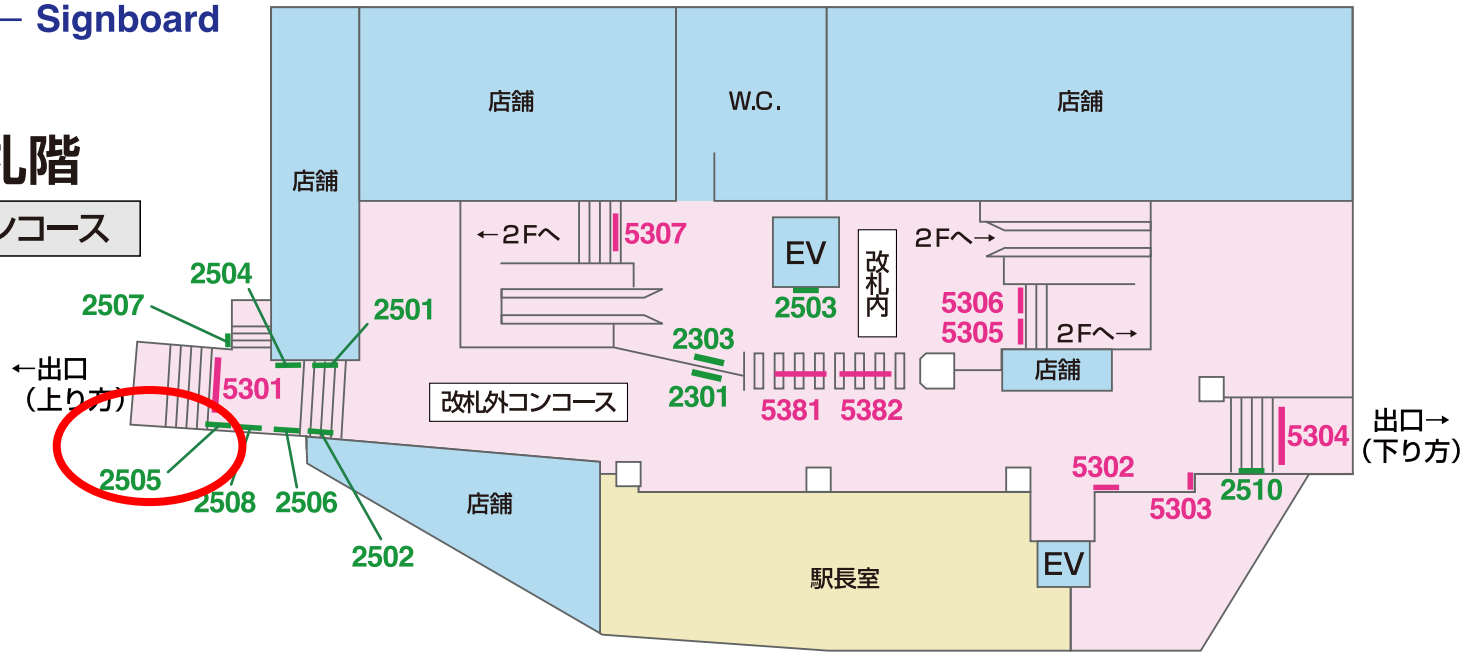 — Signboard
札階
ンコース
店舗
W.C.
店舗
店舗
←2Fへ
5307
EV
2503
改札内
2Fへ→
5306
5305
2Fへ→
店舗
2504
2507
2501
←出口
(上り方)
5301
2303
2301
改札外コンコース
5381
5382
出口→
(下り方)
5304
5302
5303
2510
2505
2508
2506
2502
店舗
駅長室
EV